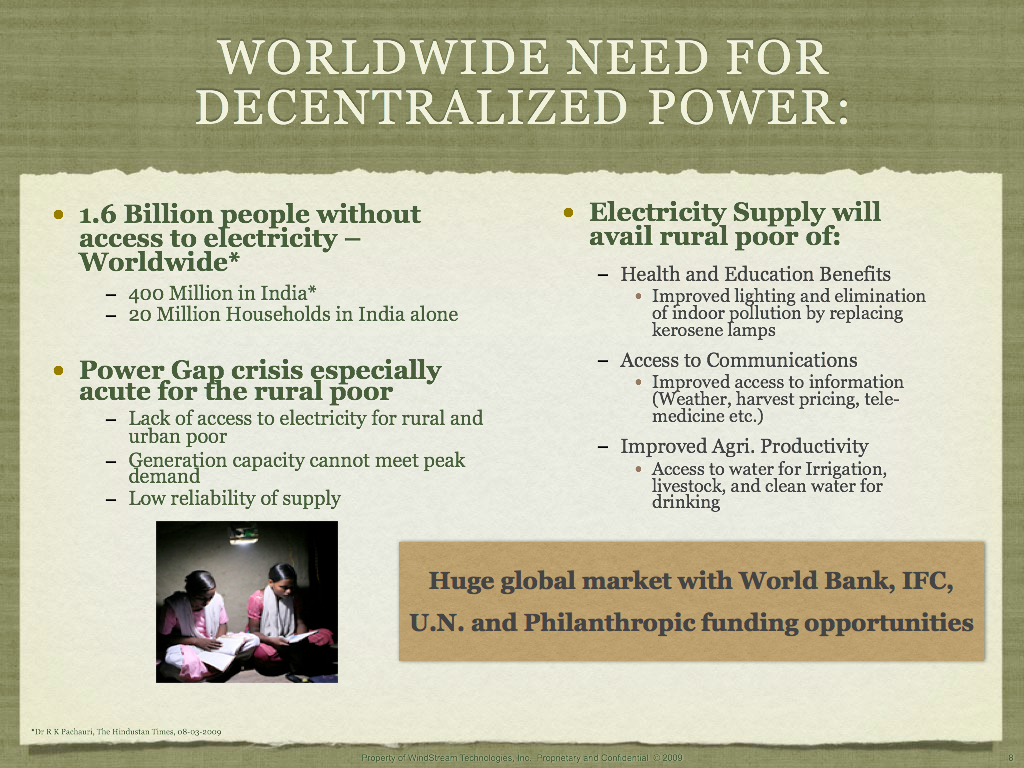 WORLDWIDE NEED FOR
DECENTRALIZED POWER:
• 1.6 Billion people without
access to electricity –
Worldwide*
– 400 Million in India*
– 20 Million Households in India alone
• Power Gap crisis especially
acute for the rural poor
– Lack of access to electricity for rural and
urban poor
– Generation capacity cannot meet peak
demand
– Low reliability of supply
• Electricity Supply will
avail rural poor of:
– Health and Education Benefits
• Improved lighting and elimination
of indoor pollution by replacing
kerosene lamps
– Access to Communications
• Improved access to information
(Weather, harvest pricing, tele-
medicine etc.)
– Improved Agri. Productivity
• Access to water for Irrigation,
livestock, and clean water for
drinking
Huge global market with World Bank, IFC,
U.N. and Philanthropic funding opportunities
*Dr R K Pachauri, The Hindustan Times, 08-03-2009
Property of WindStream Technologies, Inc. Proprietary and Confidential © 2009
8